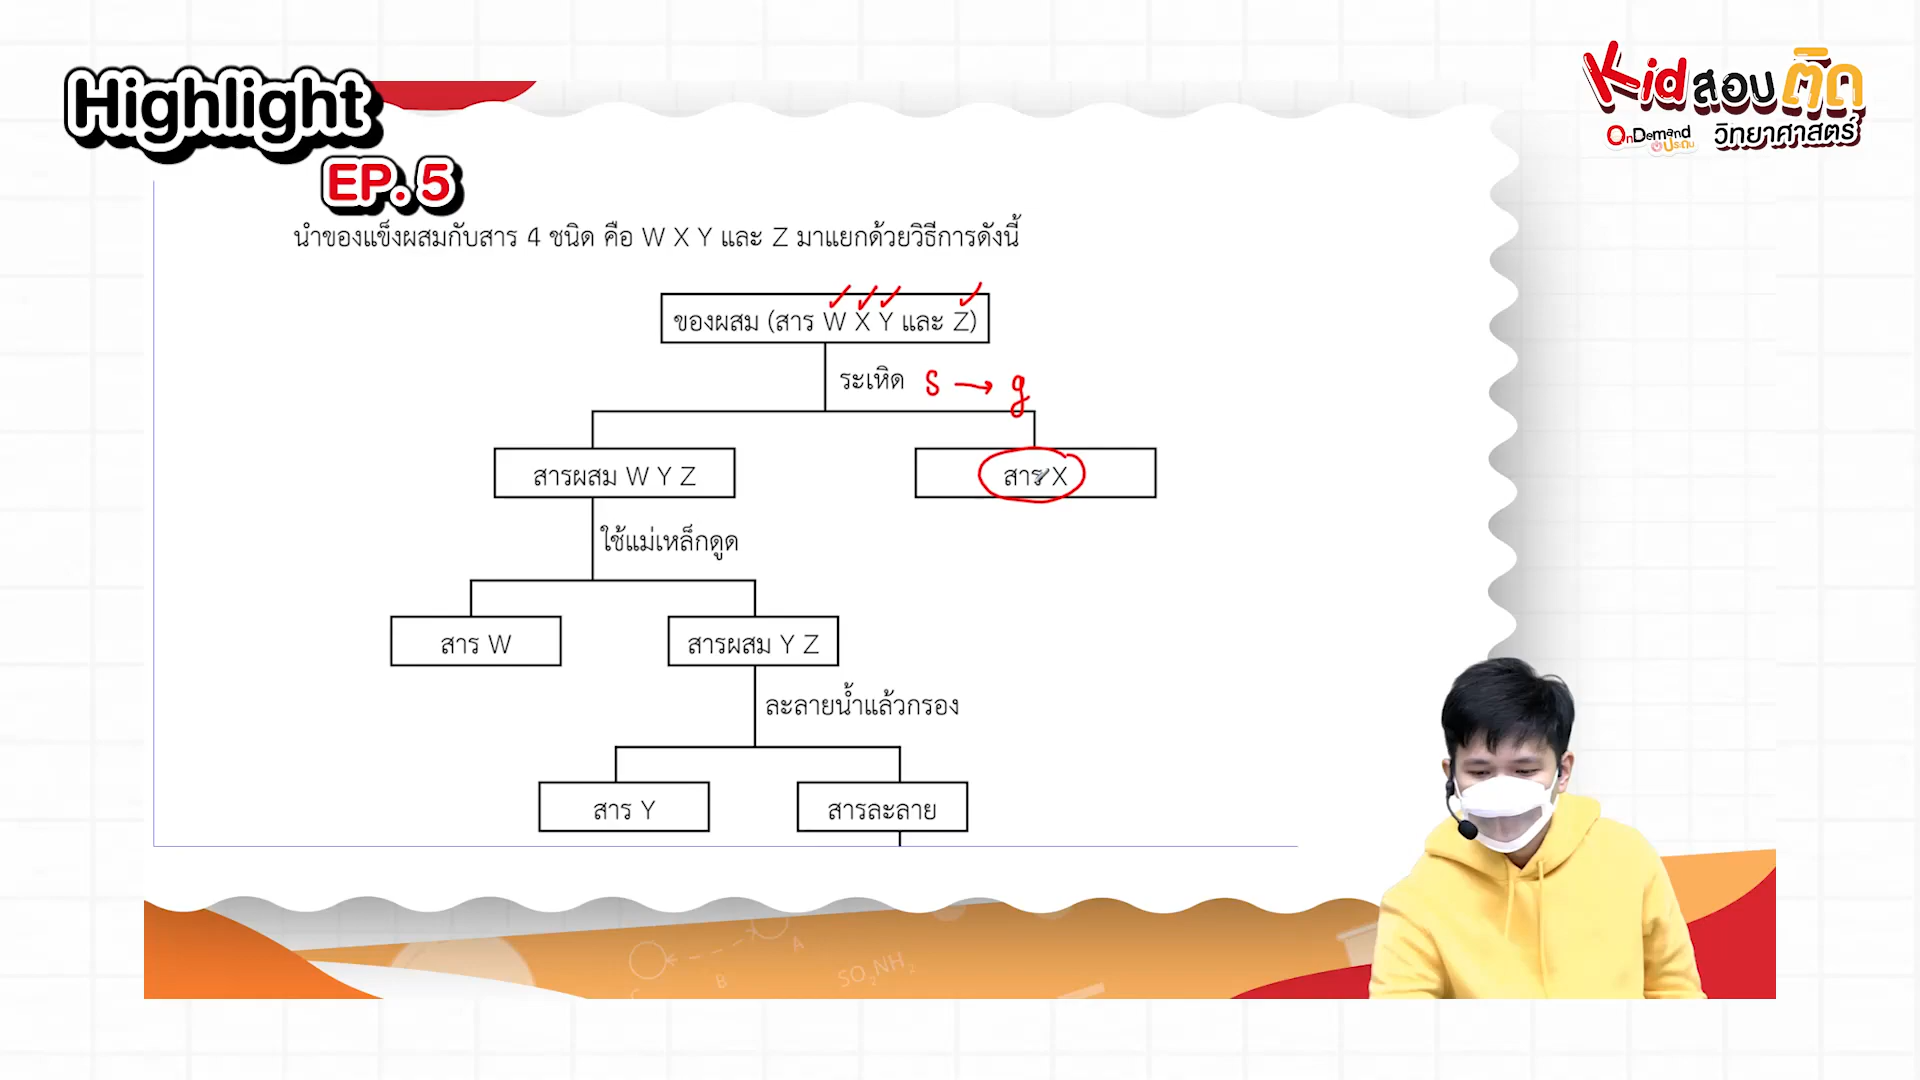 Highlight
EP. 5
Kidสอบติด
OnDemand
ประถม
วิทยาศาสตร์
นำของแข็งผสมกับสาร 4 ชนิด คือ W X Y และ Z มาแยกด้วยวิธีการดังนี้
ของผสม (สาร W X Y และ Z)
ระเหิด s → g
สารผสม W Y Z
สาร X
ใช้แม่เหล็กดูด
สาร W
สารผสม Y Z
ละลายน้ำแล้วกรอง
สาร Y
สารละลาย
A
B
C
SO2NH2